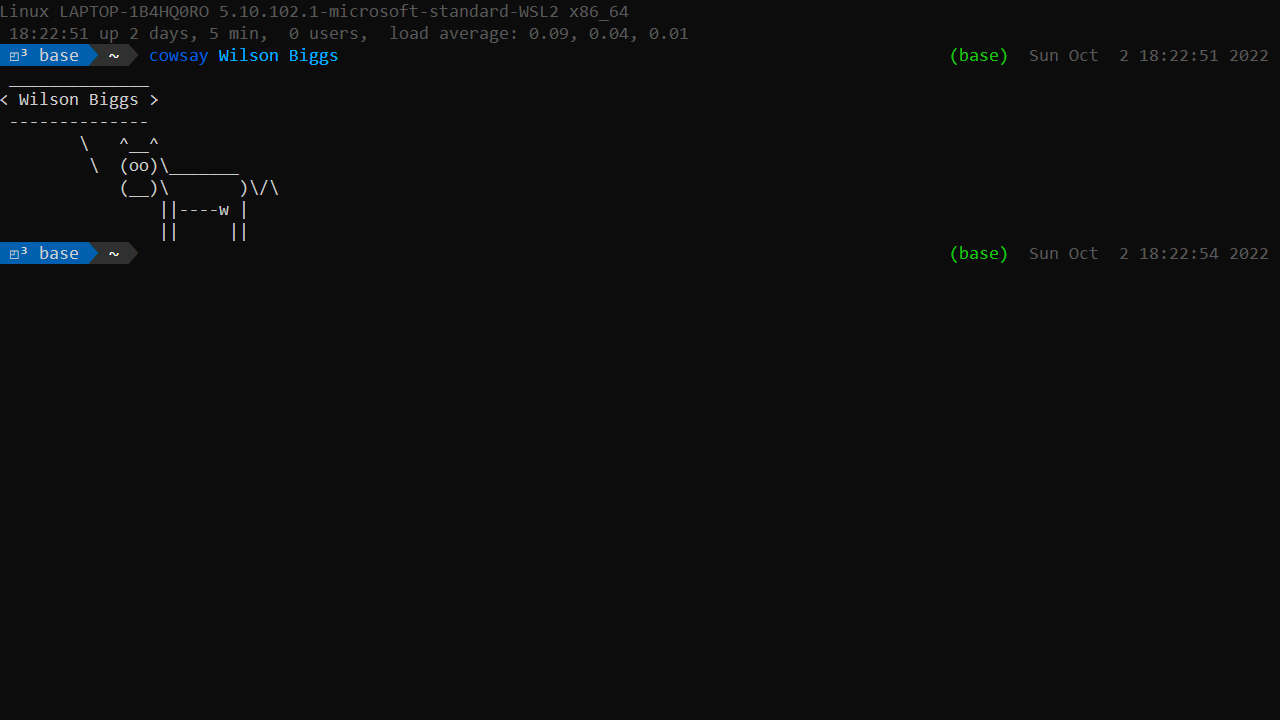 Linux LAPTOP-1B4HQ0RO 5.10.102.1-microsoft-standard-WSL2 x86_64
 18:22:51 up 2 days, 5 min,  0 users,  load average: 0.09, 0.04, 0.01
◰³ base  ~  cowsay Wilson Biggs (base)  Sun Oct  2 18:22:51 2022
 ______________
< Wilson Biggs >
 --------------
        \   ^__^
         \  (oo)\_______
            (__)\       )\/\
                ||----w |
                ||     ||
◰³ base  ~ (base)  Sun Oct  2 18:22:54 2022